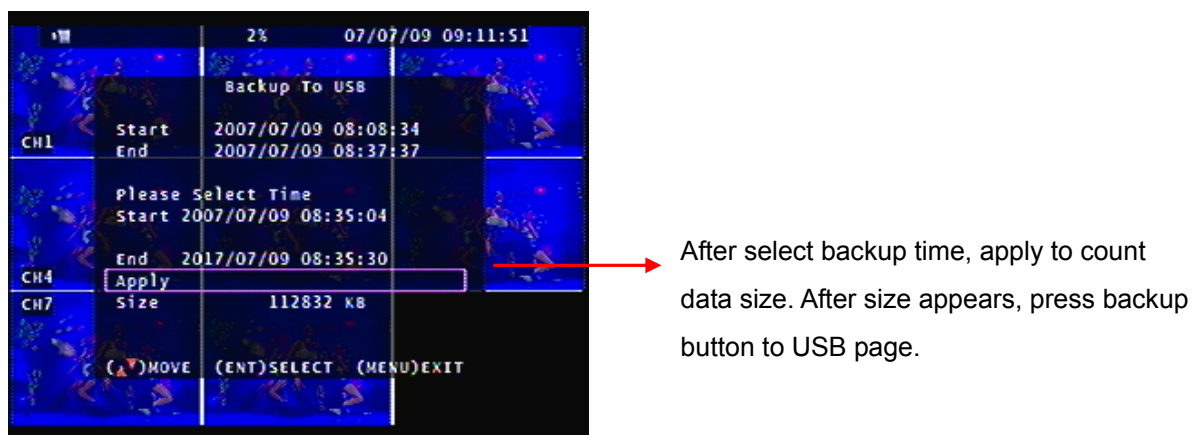 2% 07/07/09 09:11:51
Backup To USB
Start 2007/07/09 08:08:34
CH1
End 2007/07/09 08:37:37
Please Select Time
Start 2007/07/09 08:35:04
End 2017/07/09 08:35:30
CH4
Apply
CH7
Size 112832 KB
(▲▼)MOVE (ENT)SELECT (MENU)EXIT
After select backup time, apply to count
data size. After size appears, press backup
button to USB page.